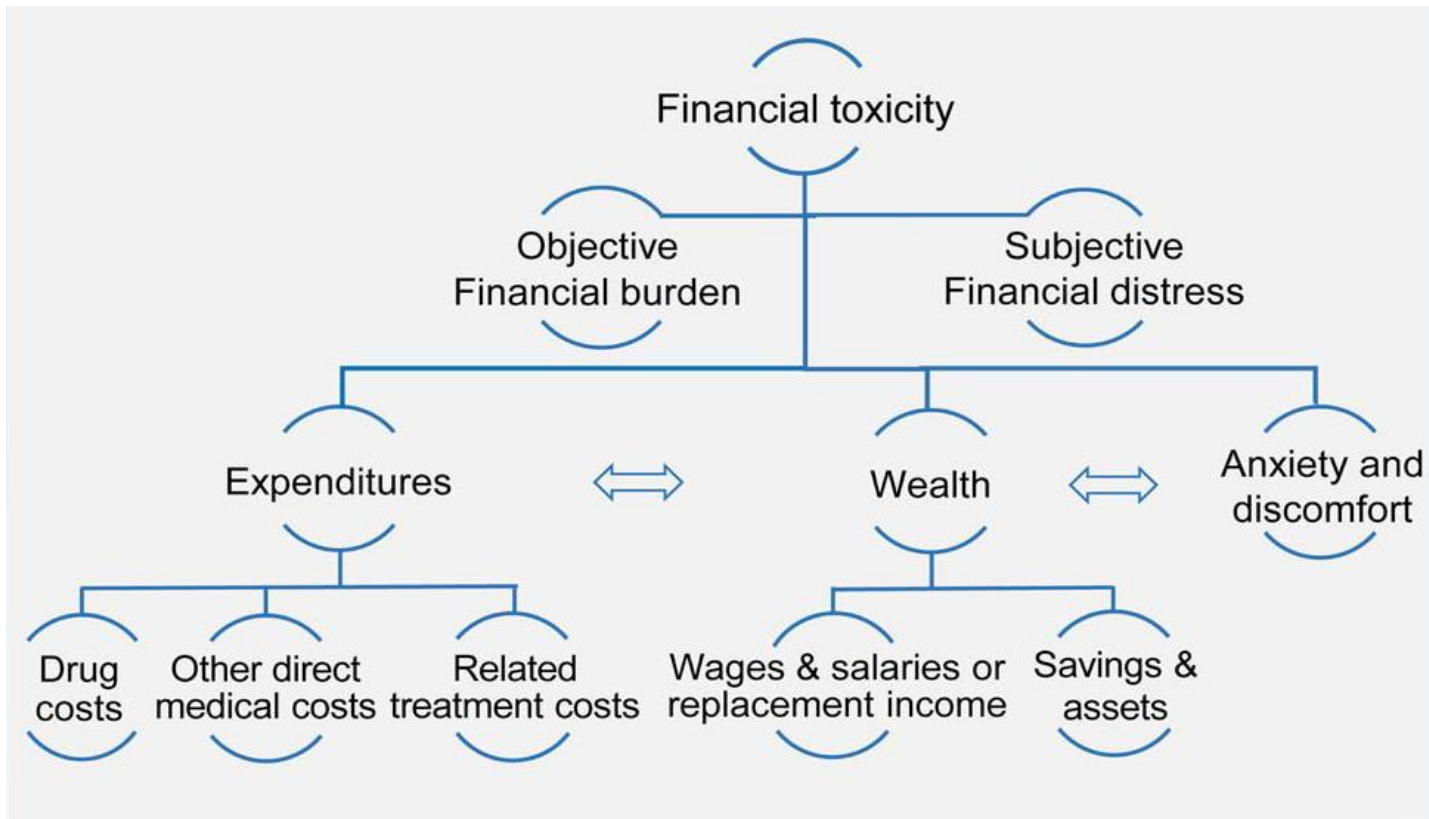 Financial toxicity
Objective
Financial burden
Subjective
Financial distress
Expenditures
Wealth
Anxiety and
discomfort
Drug
costs
Other direct
medical costs
Related
treatment costs
Wages & salaries or
replacement income
Savings &
assets